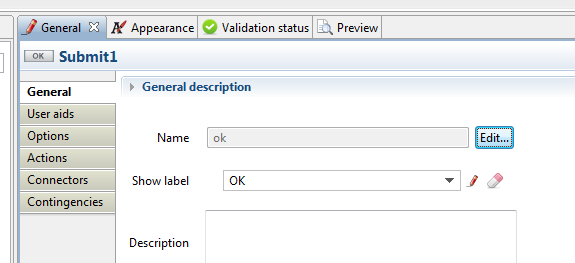 General Appearance Validation status Preview
OK Submit1
General
User aids
Options
Actions
Connectors
Contingencies
General description
Name ok Edit...
Show label OK
Description